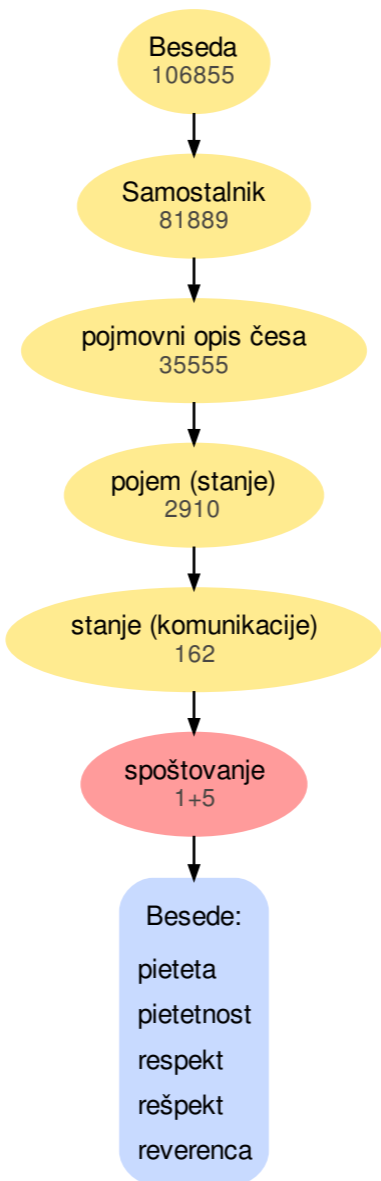 Beseda
106855
Samostalnik
81889
pojmovni opis česa
35555
pojem (stanje)
2910
stanje (komunikacije)
162
spoštovanje
1+5
Besede:
pieteta
pietetnost
respekt
rešpekt
reverenca